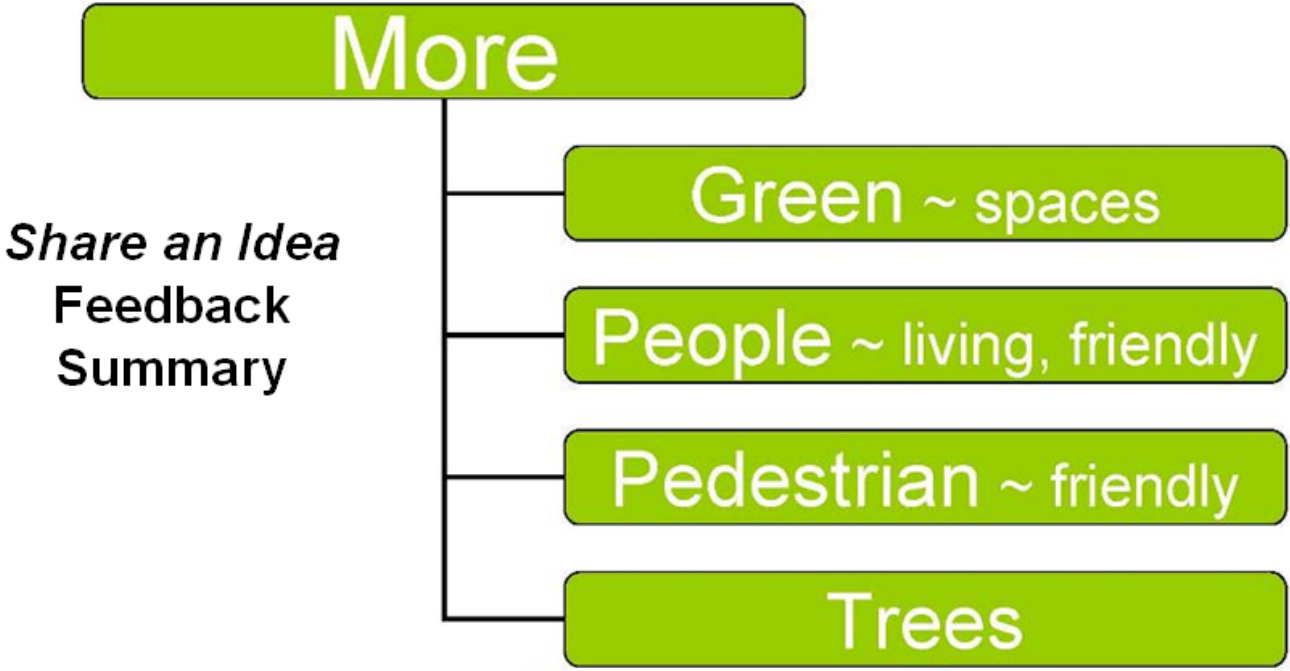 More
Green ~ spaces
Share an Idea
Feedback
Summary
People ~ living, friendly
Pedestrian ~ friendly
Trees